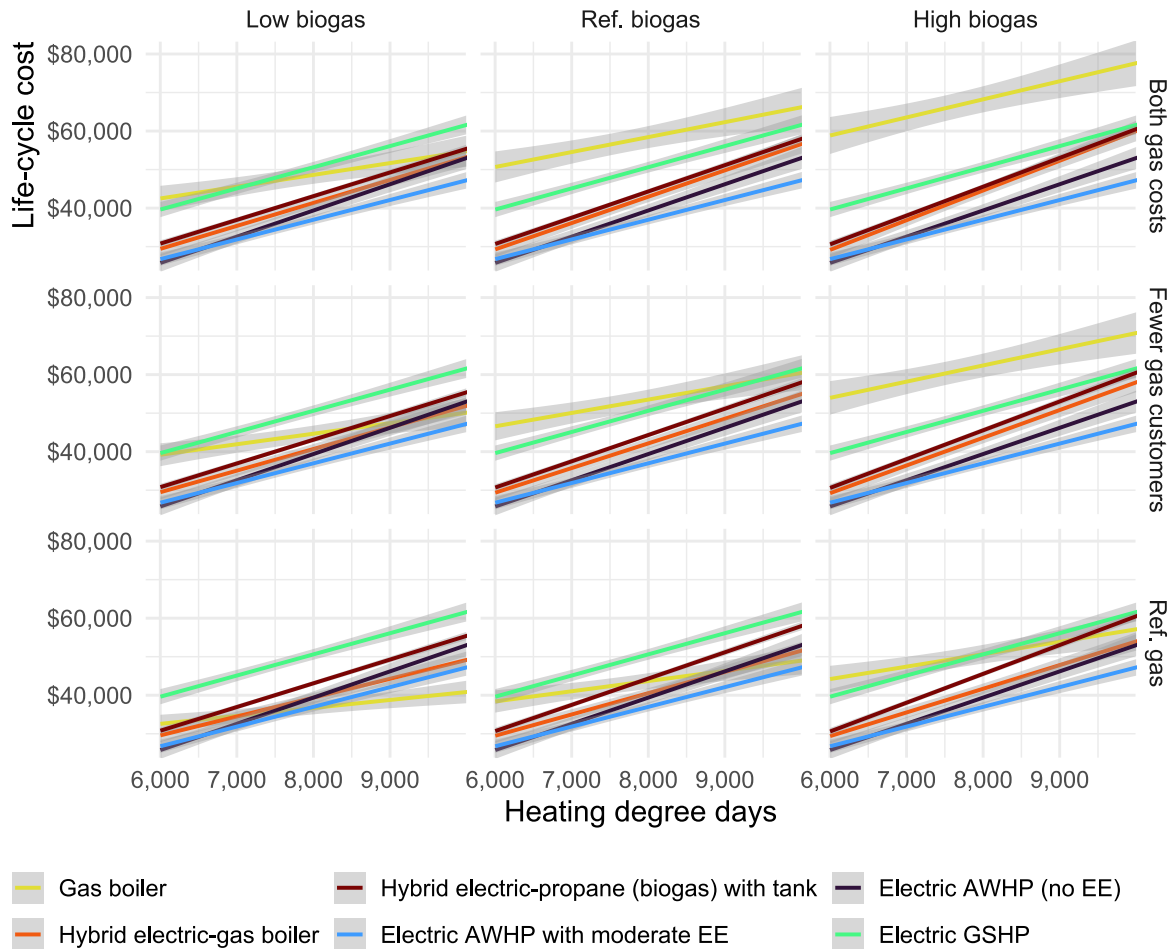 Low biogas
Ref. biogas
High biogas
Life-cycle cost
$80,000
$60,000
$40,000
Both gas costs
$80,000
$60,000
$40,000
Fewer gas customers
$80,000
$60,000
$40,000
Ref. gas
6,000 7,000 8,000 9,000
6,000 7,000 8,000 9,000
6,000 7,000 8,000 9,000
Heating degree days
Gas boiler
Hybrid electric-propane (biogas) with tank
Electric AWHP (no EE)
Hybrid electric-gas boiler
Electric AWHP with moderate EE
Electric GSHP